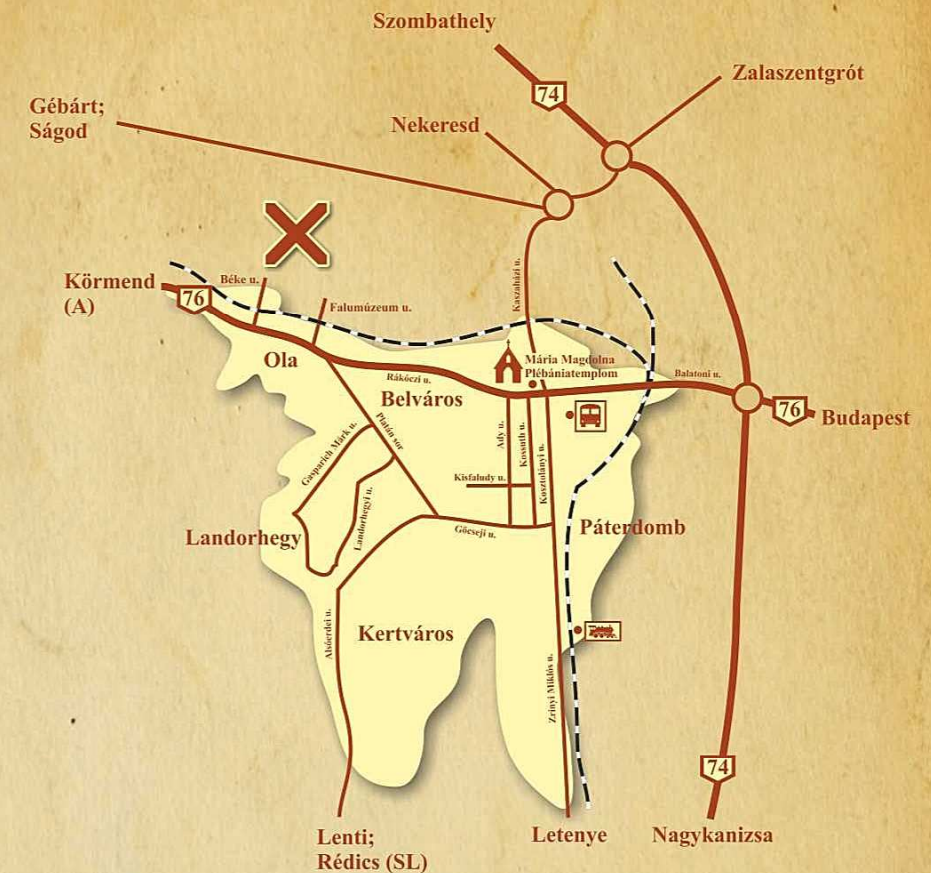 Szombathely
74
Zalaszentgrót
Gébárt;
Ságod
Nekeresd
Körmend
(A)
76
Béke u.
Falumúzeum u.
Kaszaházi u.
Ola
Rákóczi u.
Mária Magdolna
Plébániatemplom
Balatoni u.
76
Budapest
Belváros
Platán sor
Gasparich Márk u.
Ady u.
Kossuth u.
Kosztolányi u.
Kisfaludy u.
Landorhegyi u.
Landorhegy
Göcseji u.
Páterdomb
Alsóerdei u.
Kertváros
Zrínyi Miklós u.
74
Lenti;
Rédics (SL)
Letenye
Nagykanizsa